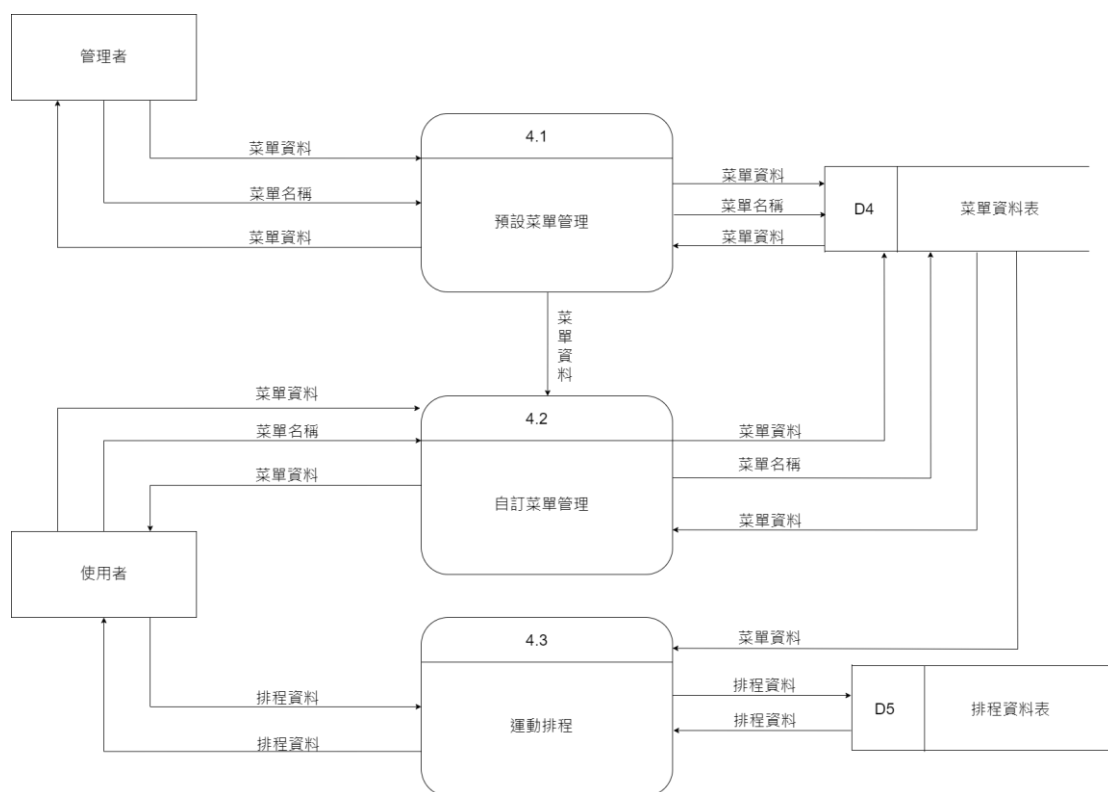 管理者
4.1
菜單資料
菜單資料
菜單名稱
菜單名稱
D4
菜單資料表
預設菜單管理
菜單資料
菜單資料
菜單資料
菜單資料
4.2
菜單名稱
菜單資料
菜單名稱
菜單資料
自訂菜單管理
菜單資料
使用者
4.3
菜單資料
排程資料
排程資料
D5
排程資料表
運動排程
排程資料
排程資料